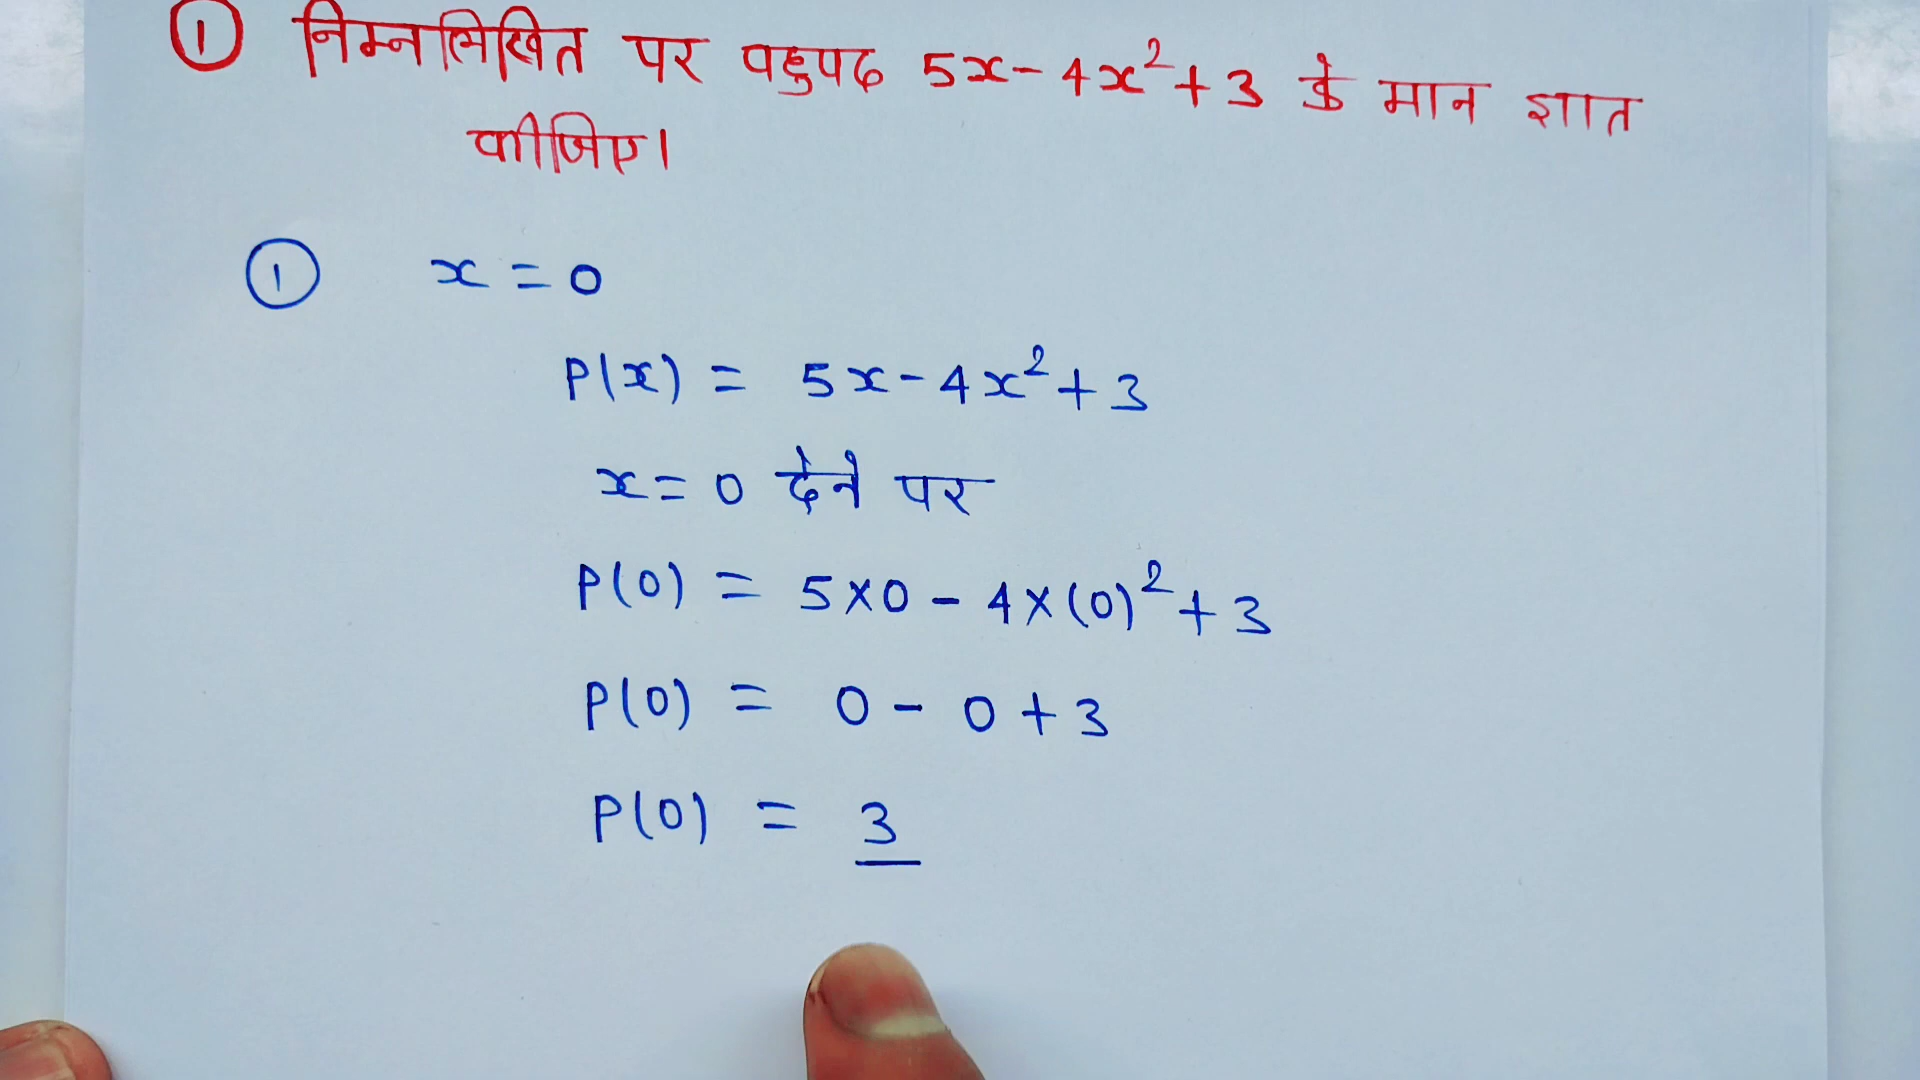 ① निम्नलिखित पर बहुपद 5x - 4x² + 3 के मान ज्ञात
कीजिए।
① x = 0
P(x) = 5x - 4x² + 3
x = 0 देने पर
P(0) = 5×0 - 4×(0)² + 3
P(0) = 0 - 0 + 3
P(0) = 3